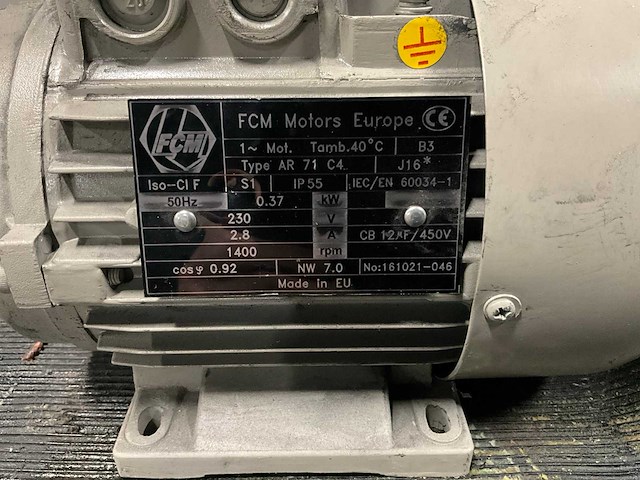 FCM
FCM Motors Europe CE
1~ Mot. Tamb.40°C B3
Type AR 71 C4 J16*
Iso-Cl F S1 IP55 IEC/EN 60034-1
50Hz 0.37 kW
230 V
2.8 A CB 12µF/450V
1400 rpm
cosφ 0.92 NW 7.0 No:161021-046
Made in EU